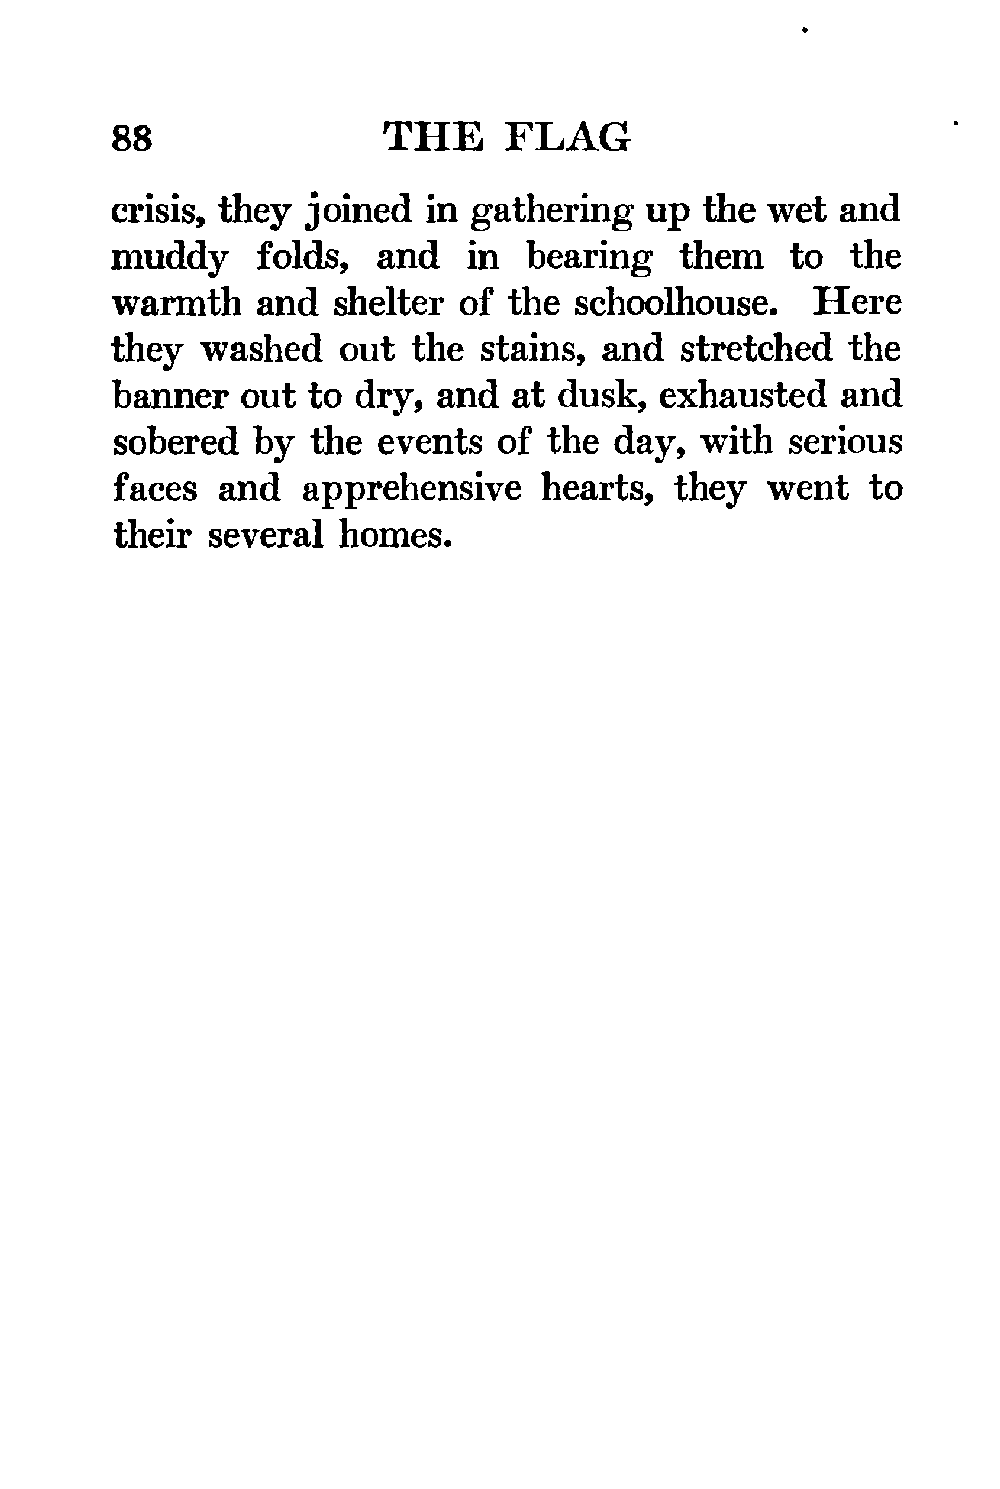 88 THE FLAG
crisis, they joined in gathering up the wet and
muddy folds, and in bearing them to the
warmth and shelter of the schoolhouse. Here
they washed out the stains, and stretched the
banner out to dry, and at dusk, exhausted and
sobered by the events of the day, with serious
faces and apprehensive hearts, they went to
their several homes.